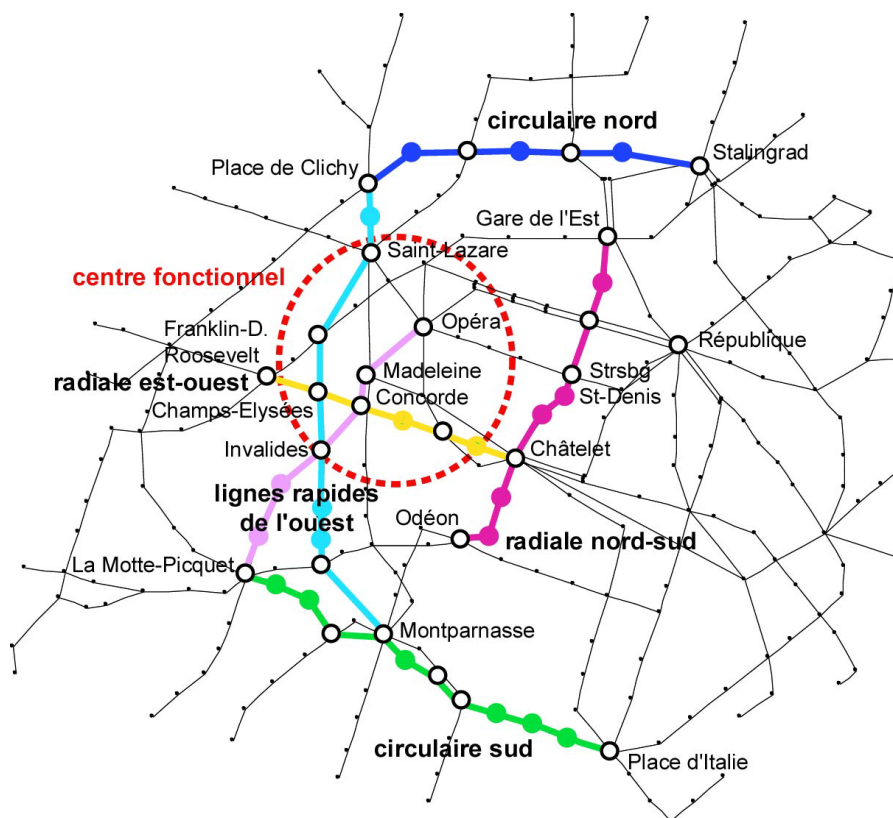 circulaire nord
Stalingrad
Place de Clichy
Gare de l'Est
Saint-Lazare
centre fonctionnel
Opéra
Franklin-D.
Roosevelt
République
Madeleine
Strsbg
St-Denis
radiale est-ouest
Champs-Elysées
Concorde
Invalides
Châtelet
lignes rapides
de l'ouest
Odéon
radiale nord-sud
La Motte-Picquet
Montparnasse
circulaire sud
Place d'Italie